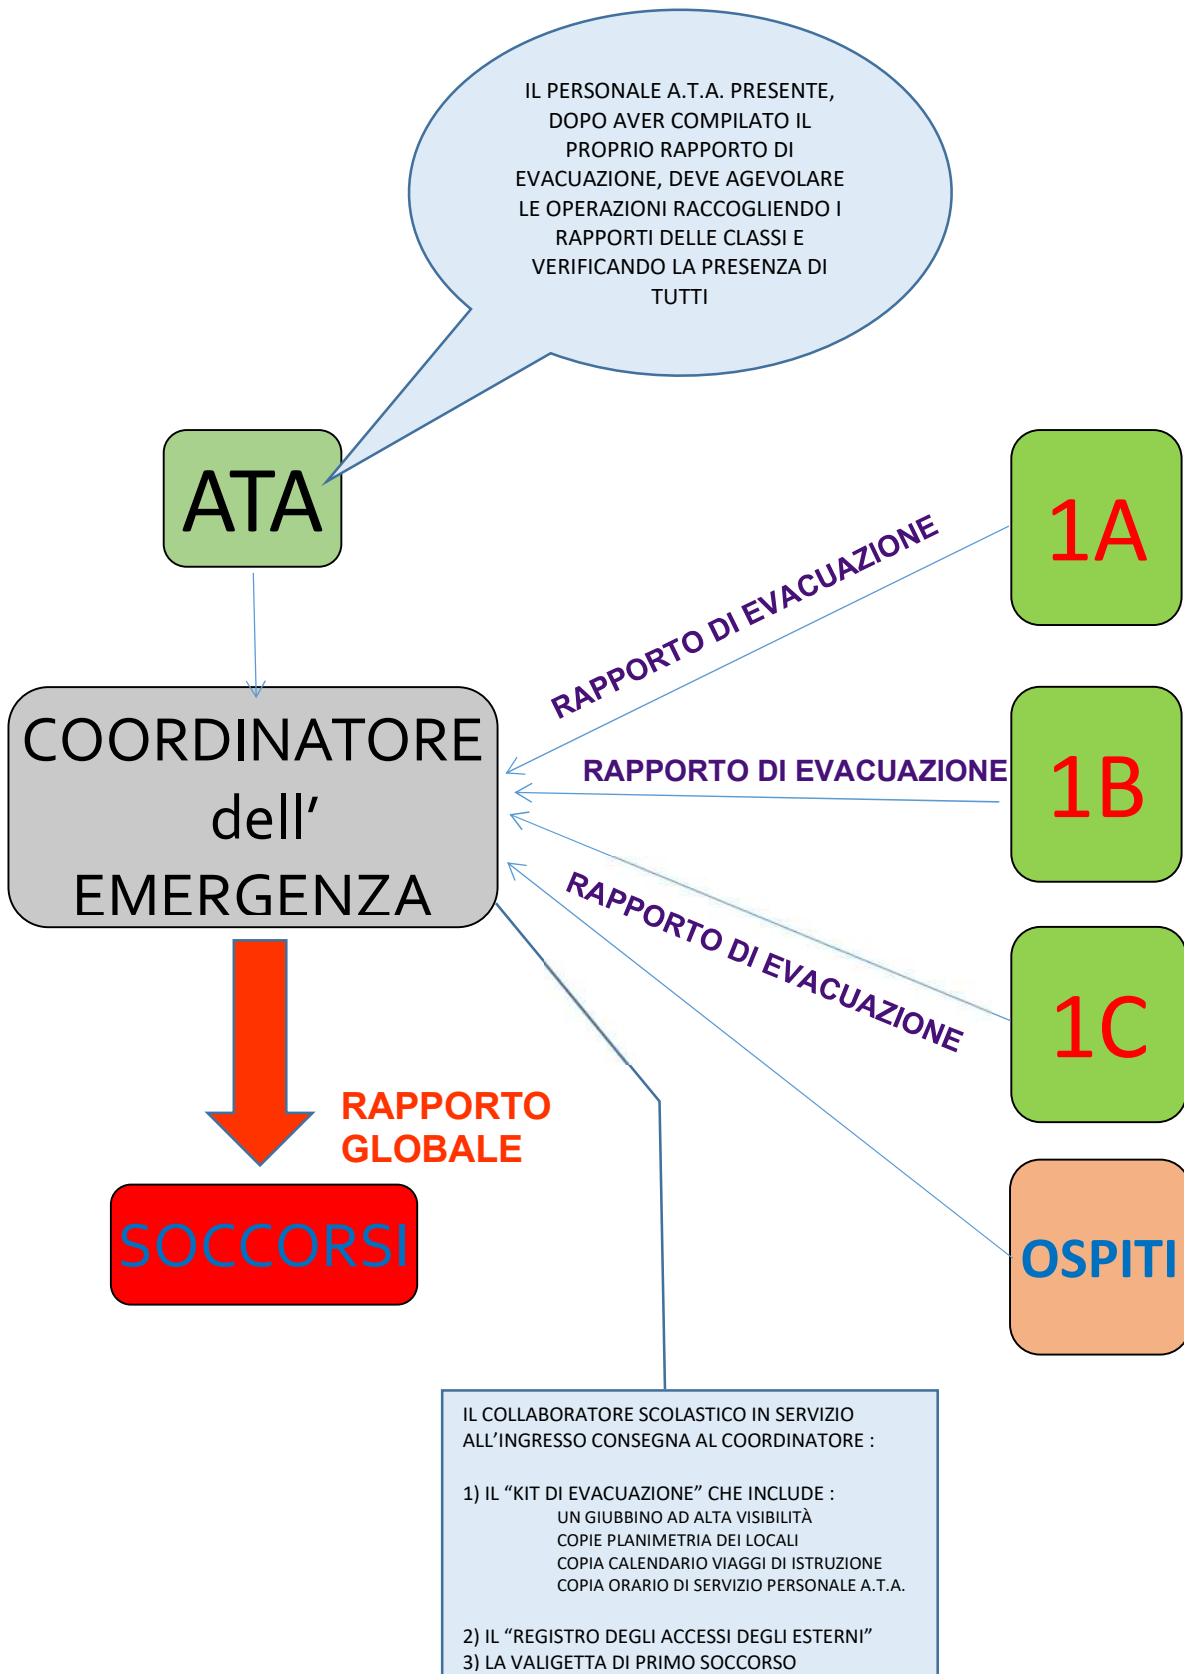 IL PERSONALE A.T.A. PRESENTE,
DOPO AVER COMPILATO IL
PROPRIO RAPPORTO DI
EVACUAZIONE, DEVE AGEVOLARE
LE OPERAZIONI RACCOGLIENDO I
RAPPORTI DELLE CLASSI E
VERIFICANDO LA PRESENZA DI
TUTTI
ATA
1A
RAPPORTO DI EVACUAZIONE
COORDINATORE
dell’
EMERGENZA
RAPPORTO DI EVACUAZIONE
1B
RAPPORTO DI EVACUAZIONE
1C
RAPPORTO
GLOBALE
SOCCORSI
OSPITI
IL COLLABORATORE SCOLASTICO IN SERVIZIO
ALL’INGRESSO CONSEGNA AL COORDINATORE :
1) IL “KIT DI EVACUAZIONE” CHE INCLUDE :
UN GIUBBINO AD ALTA VISIBILITÀ
COPIE PLANIMETRIA DEI LOCALI
COPIA CALENDARIO VIAGGI DI ISTRUZIONE
COPIA ORARIO DI SERVIZIO PERSONALE A.T.A.
2) IL “REGISTRO DEGLI ACCESSI DEGLI ESTERNI”
3) LA VALIGETTA DI PRIMO SOCCORSO